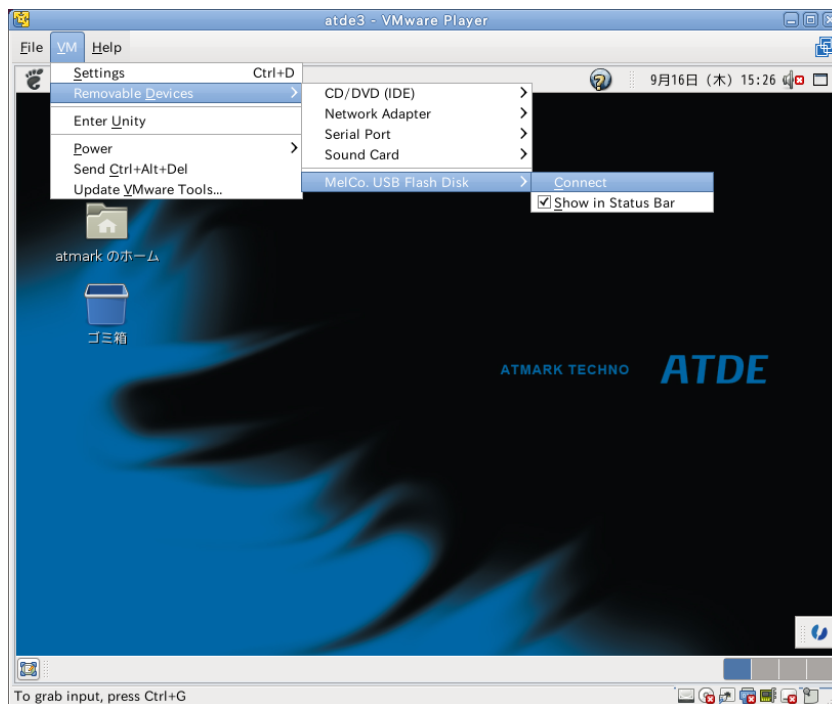 atde3 - VMware Player
File VM Help
9月16日 (木) 15:26
Settings Ctrl+D
Removable Devices
Enter Unity
Power
Send Ctrl+Alt+Del
Update VMware Tools...
CD/DVD (IDE)
Network Adapter
Serial Port
Sound Card
MelCo. USB Flash Disk
Connect
Show in Status Bar
atmark のホーム
ゴミ箱
ATMARK TECHNO ATDE
To grab input, press Ctrl+G